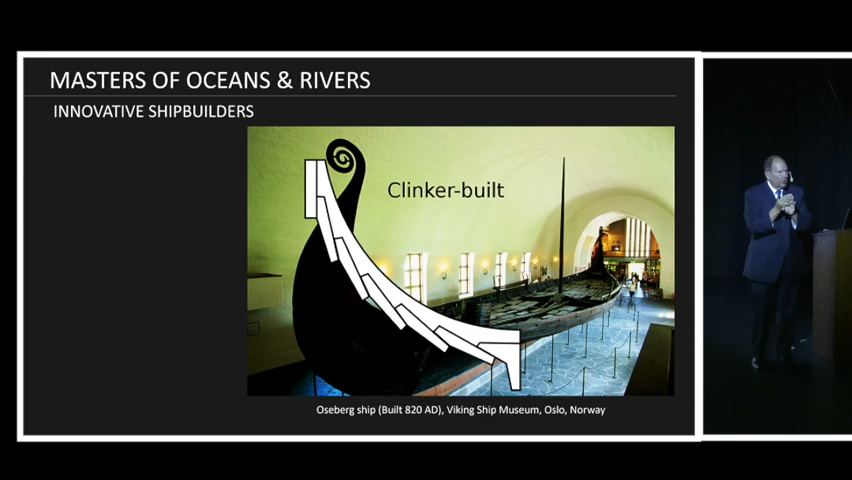 MASTERS OF OCEANS & RIVERS
INNOVATIVE SHIPBUILDERS
Clinker-built
Oseberg ship (Built 820 AD), Viking Ship Museum, Oslo, Norway